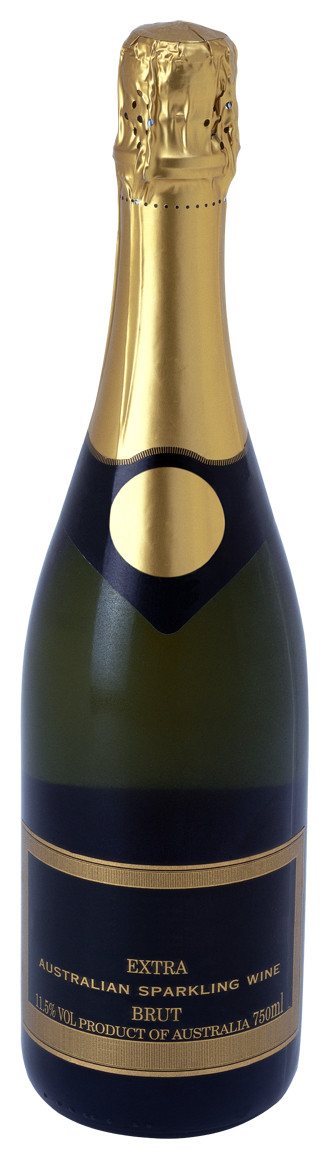 EXTRA
AUSTRALIAN SPARKLING WINE
BRUT
11.5% VOL PRODUCT OF AUSTRALIA 750ml